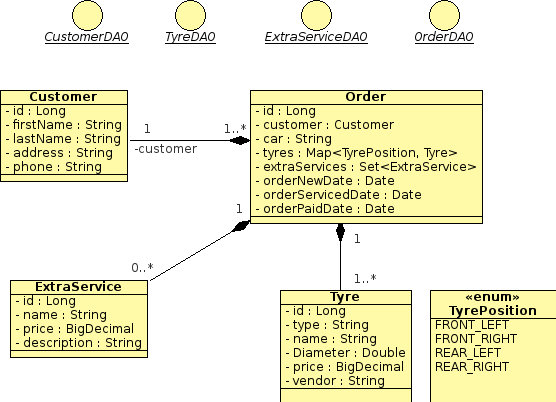 CustomerDAO
TyreDAO
ExtraServiceDAO
OrderDAO
Customer
- id : Long
- firstName : String
- lastName : String
- address : String
- phone : String
1
-customer
1..*
Order
- id : Long
- customer : Customer
- car : String
- tyres : Map<TyrePosition, Tyre>
- extraServices : Set<ExtraService>
- orderNewDate : Date
- orderServicedDate : Date
- orderPaidDate : Date
1
0..*
1
1..*
ExtraService
- id : Long
- name : String
- price : BigDecimal
- description : String
Tyre
- id : Long
- type : String
- name : String
- Diameter : Double
- price : BigDecimal
- vendor : String
«enum»
TyrePosition
FRONT_LEFT
FRONT_RIGHT
REAR_LEFT
REAR_RIGHT